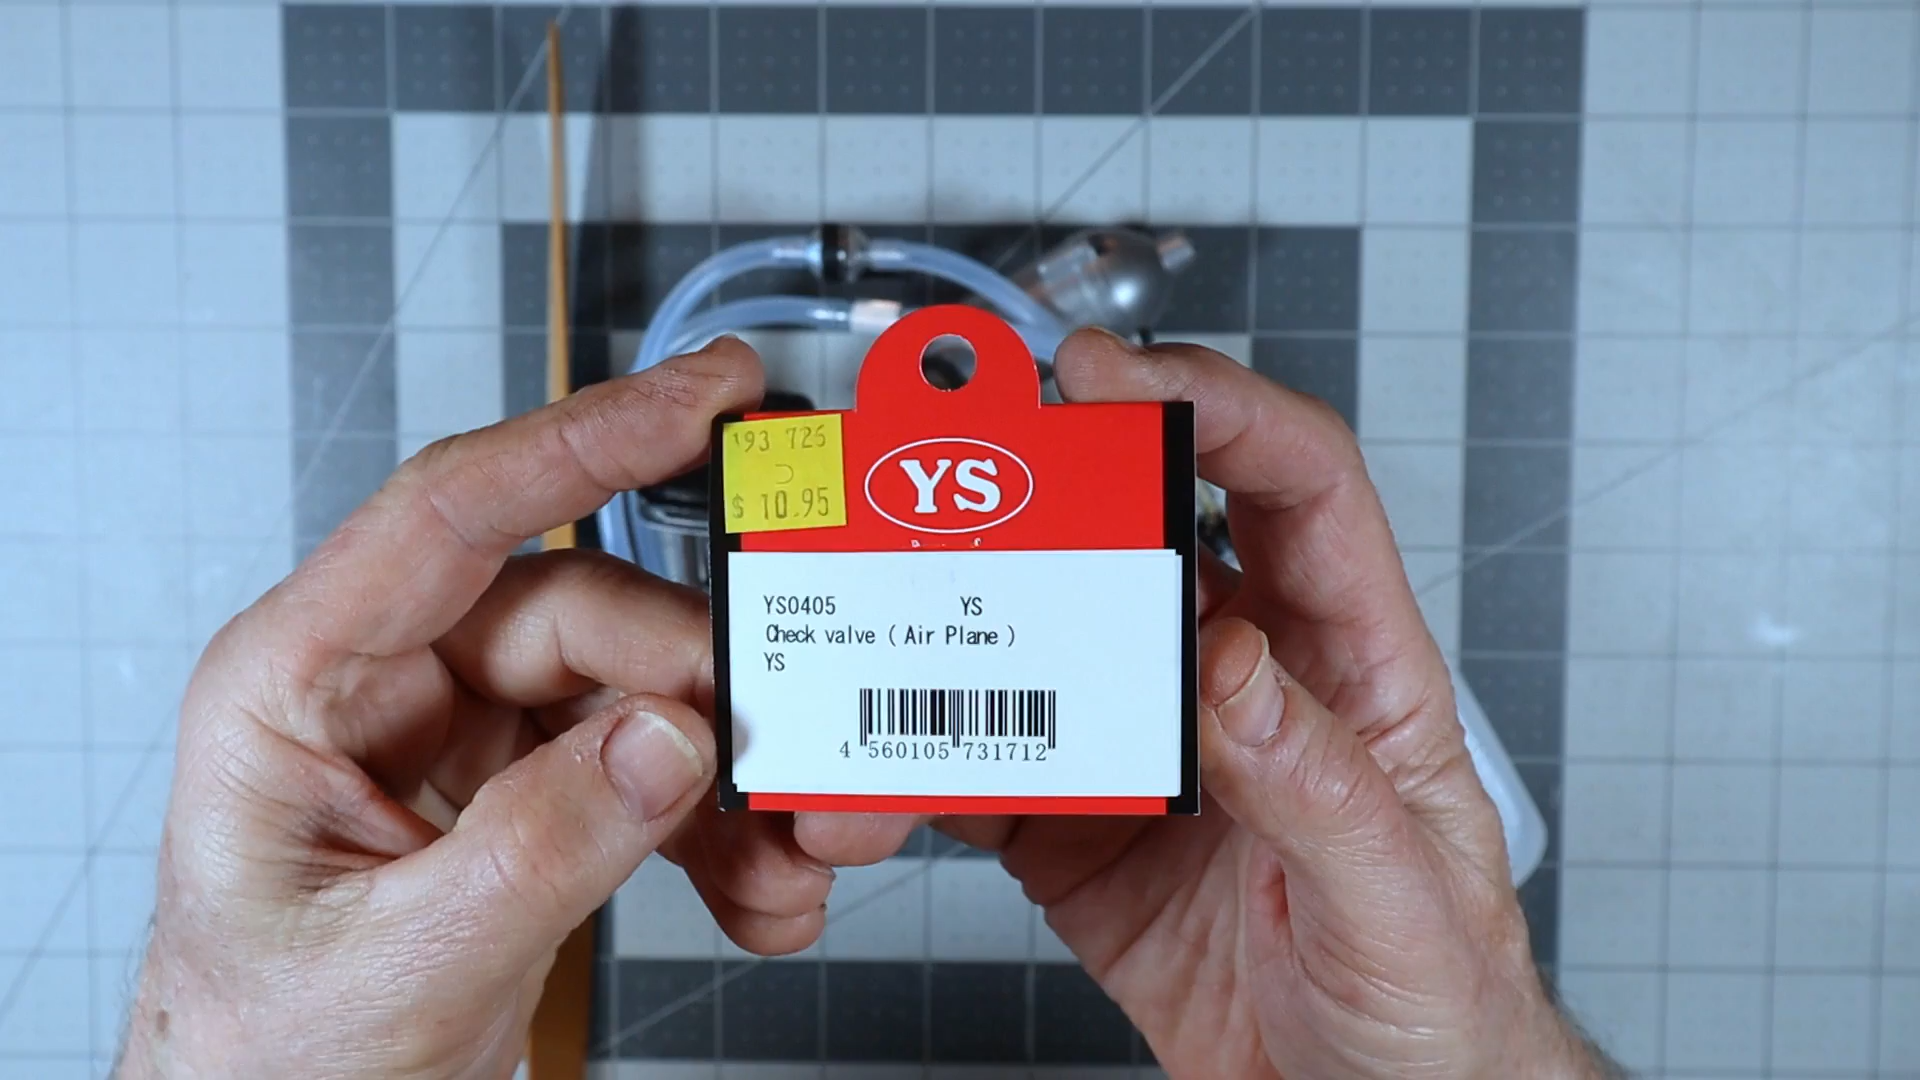 193 726
$ 10.95
YS
YS0405 YS
Check valve ( Air Plane )
YS
4 560105 731712